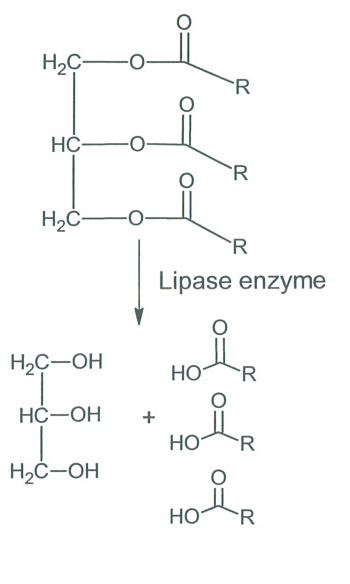 O
H₂C—O R
O
HC—O R
O
H₂C—O R
Lipase enzyme
O
H₂C—OH HO R
O
HC—OH + HO R
O
H₂C—OH HO R